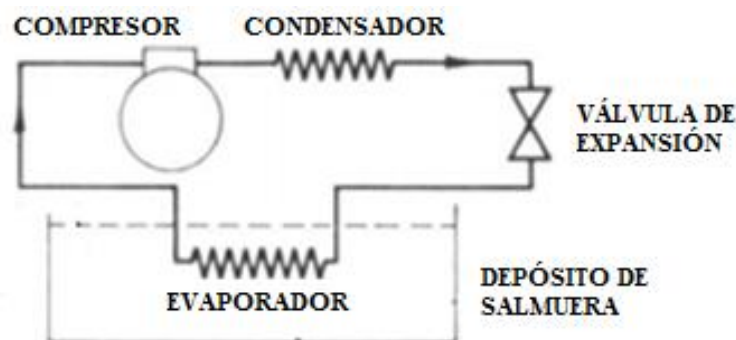 COMPRESOR
CONDENSADOR
VÁLVULA DE
EXPANSIÓN
EVAPORADOR
DEPÓSITO DE
SALMUERA